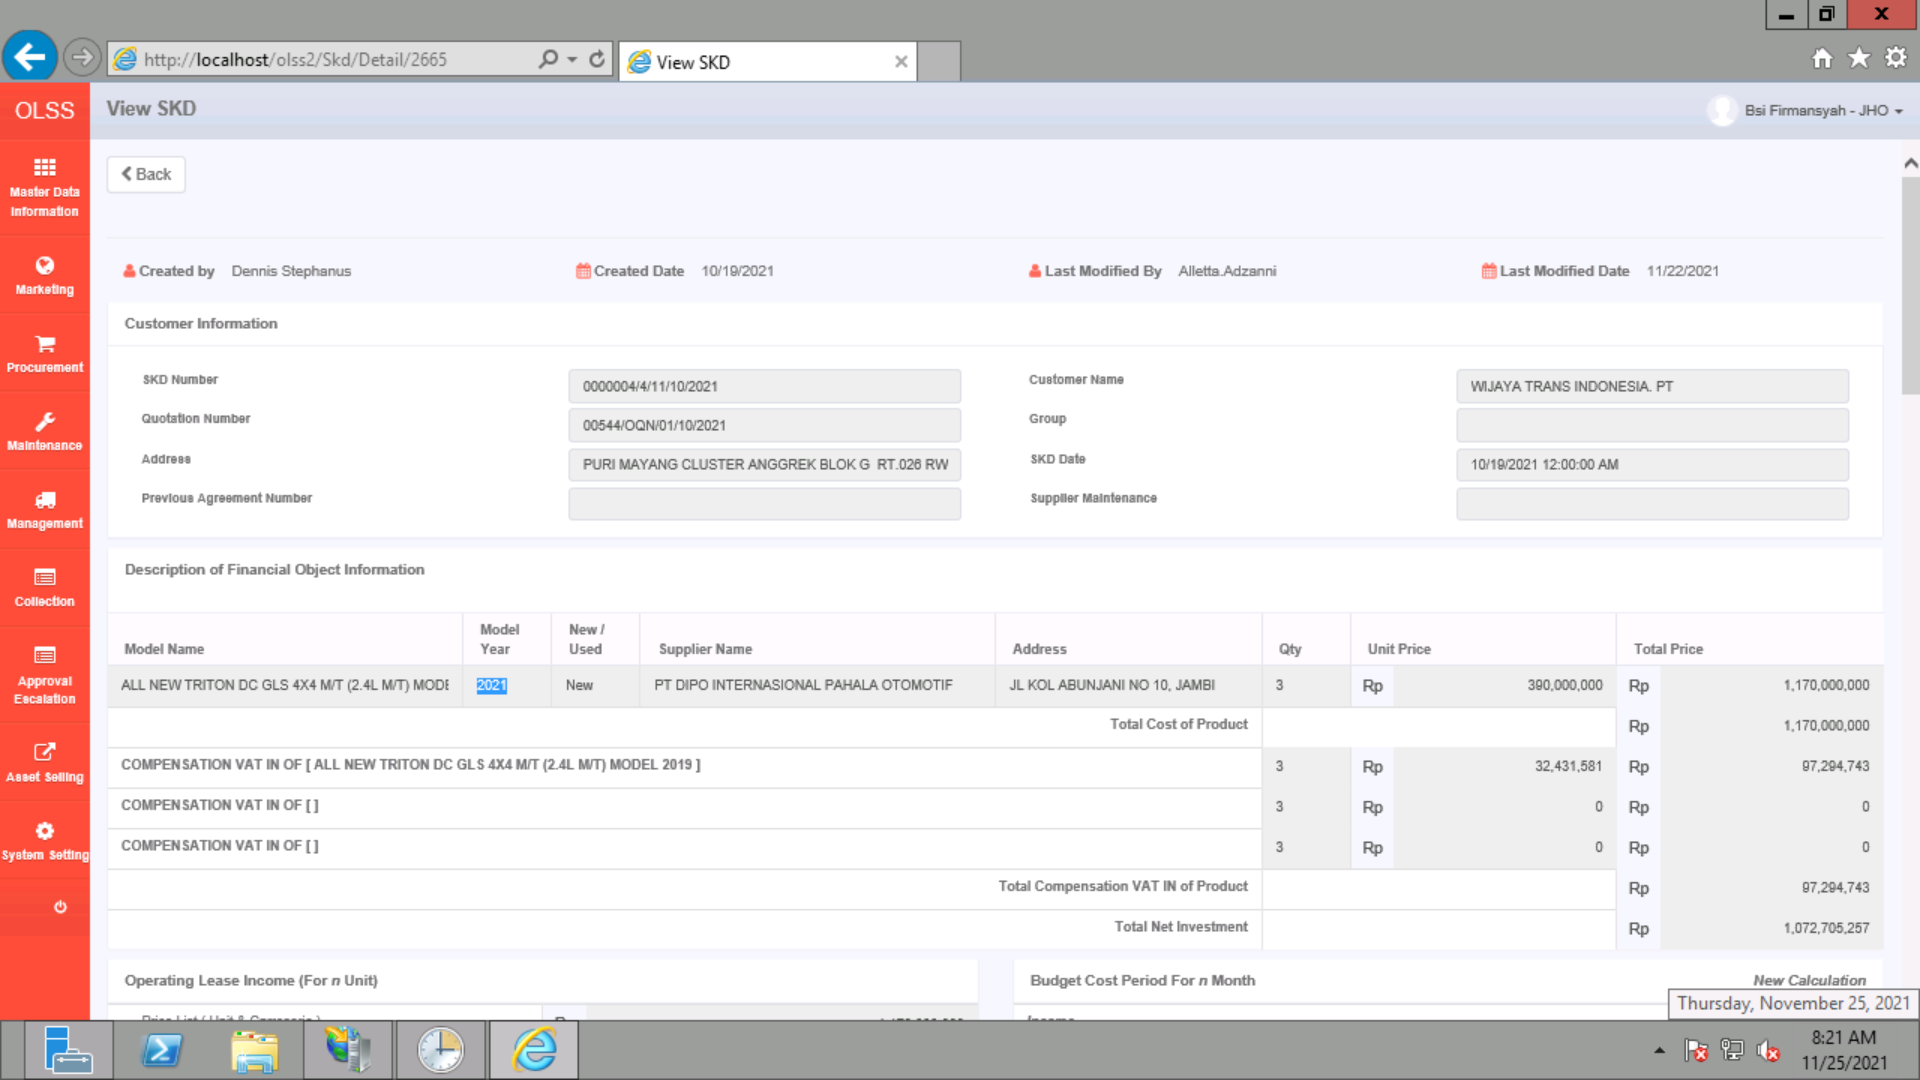 http://localhost/olss2/Skd/Detail/2665
View SKD
OLSS
View SKD
Bsi Firmansyah - JHO
Master Data
Information
Marketing
Procurement
Maintenance
Management
Collection
Approval
Escalation
Asset Selling
System Setting
Back
Created by Dennis Stephanus Created Date 10/19/2021 Last Modified By Alletta.Adzanni Last Modified Date 11/22/2021
Customer Information
SKD Number 0000004/4/11/10/2021 Customer Name WIJAYA TRANS INDONESIA. PT
Quotation Number 00544/OQN/01/10/2021 Group
Address PURI MAYANG CLUSTER ANGGREK BLOK G RT.026 RW SKD Date 10/19/2021 12:00:00 AM
Previous Agreement Number Supplier Maintenance
Description of Financial Object Information
Model Name Model Year New / Used Supplier Name Address Qty Unit Price Total Price
ALL NEW TRITON DC GLS 4X4 M/T (2.4L M/T) MODE 2021 New PT DIPO INTERNASIONAL PAHALA OTOMOTIF JL KOL ABUNJANI NO 10, JAMBI 3 Rp 390,000,000 Rp 1,170,000,000
Total Cost of Product Rp 1,170,000,000
COMPENSATION VAT IN OF [ ALL NEW TRITON DC GLS 4X4 M/T (2.4L M/T) MODEL 2019 ] 3 Rp 32,431,581 Rp 97,294,743
COMPENSATION VAT IN OF [ ] 3 Rp 0 Rp 0
COMPENSATION VAT IN OF [ ] 3 Rp 0 Rp 0
Total Compensation VAT IN of Product Rp 97,294,743
Total Net Investment Rp 1,072,705,257
Operating Lease Income (For n Unit) Budget Cost Period For n Month New Calculation
Thursday, November 25, 2021
8:21 AM
11/25/2021